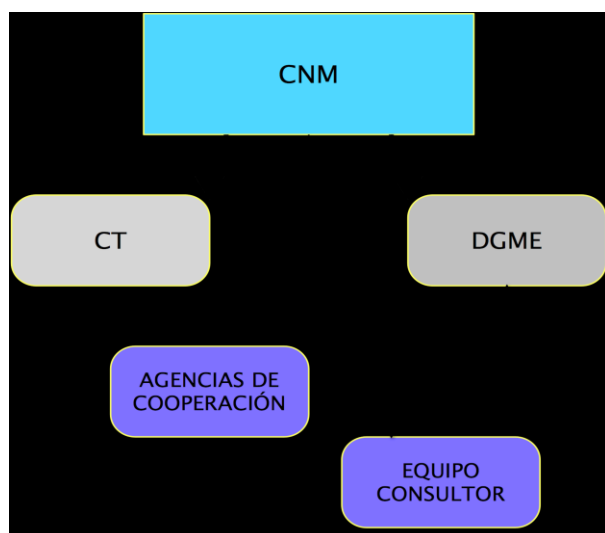 CNM
CT
DGME
AGENCIAS DE
COOPERACIÓN
EQUIPO
CONSULTOR